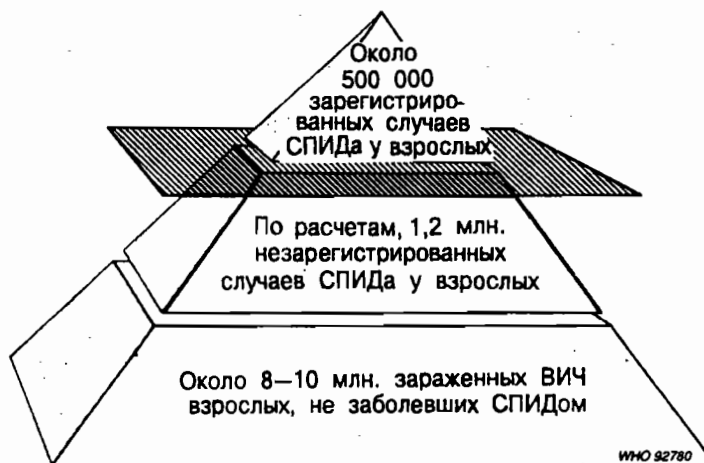 Около
500 000
зарегистриро-
ванных случаев
СПИДа у взрослых
По расчетам, 1,2 млн.
незарегистрированных
случаев СПИДа у взрослых
Около 8—10 млн. зараженных ВИЧ
взрослых, не заболевших СПИДом
WHO 92780